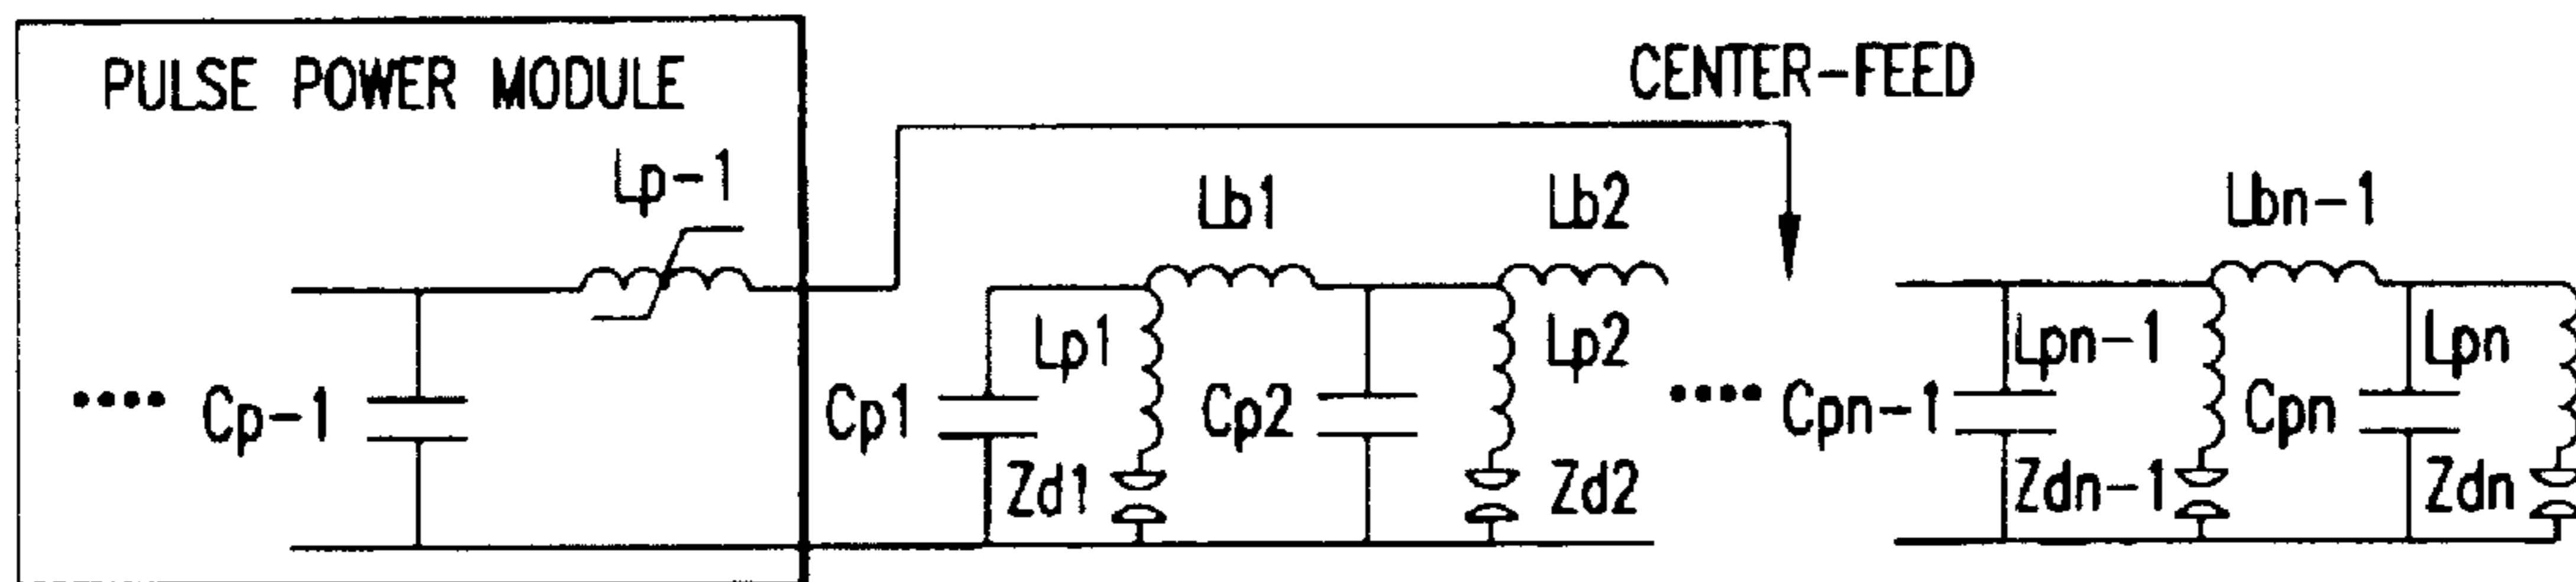 PULSE POWER MODULE
CENTER-FEED
Lp-1
Lb1
Lb2
Lbn-1
Lp1
Lp2
Lpn-1
Lpn
Cp-1
Cp1
Cp2
Cpn-1
Cpn
Zd1
Zd2
Zdn-1
Zdn